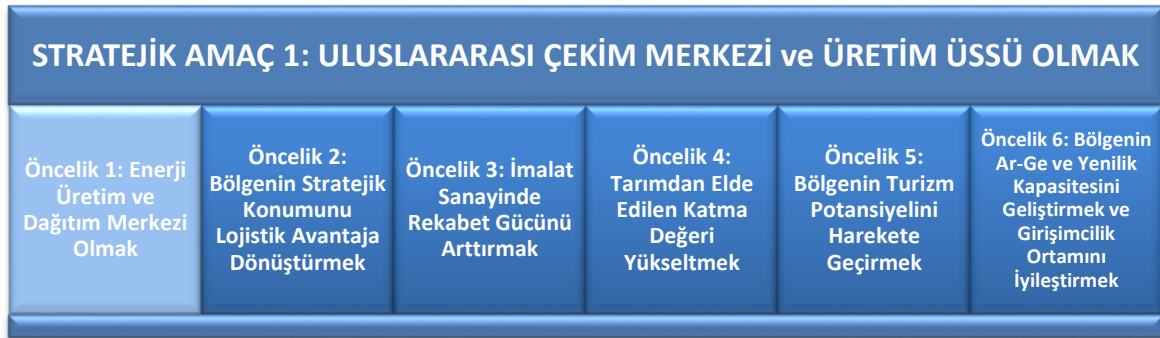 STRATEJİK AMAÇ 1: ULUSLARARASI ÇEKİM MERKEZİ ve ÜRETİM ÜSSÜ OLMAK
Öncelik 1: Enerji
Üretim ve
Dağıtım Merkezi
Olmak
Öncelik 2:
Bölgenin Stratejik
Konumunu
Lojistik Avantaja
Dönüştürmek
Öncelik 3: İmalat
Sanayinde
Rekabet Gücünü
Arttırmak
Öncelik 4:
Tarımdan Elde
Edilen Katma
Değeri
Yükseltmek
Öncelik 5:
Bölgenin Turizm
Potansiyelini
Harekete
Geçirmek
Öncelik 6: Bölgenin
Ar-Ge ve Yenilik
Kapasitesini
Geliştirmek ve
Girişimcilik
Ortamını
İyileştirmek